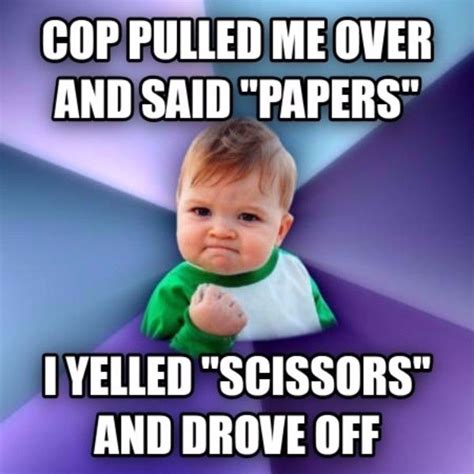 COP PULLED ME OVER
AND SAID "PAPERS"
I YELLED "SCISSORS"
AND DROVE OFF